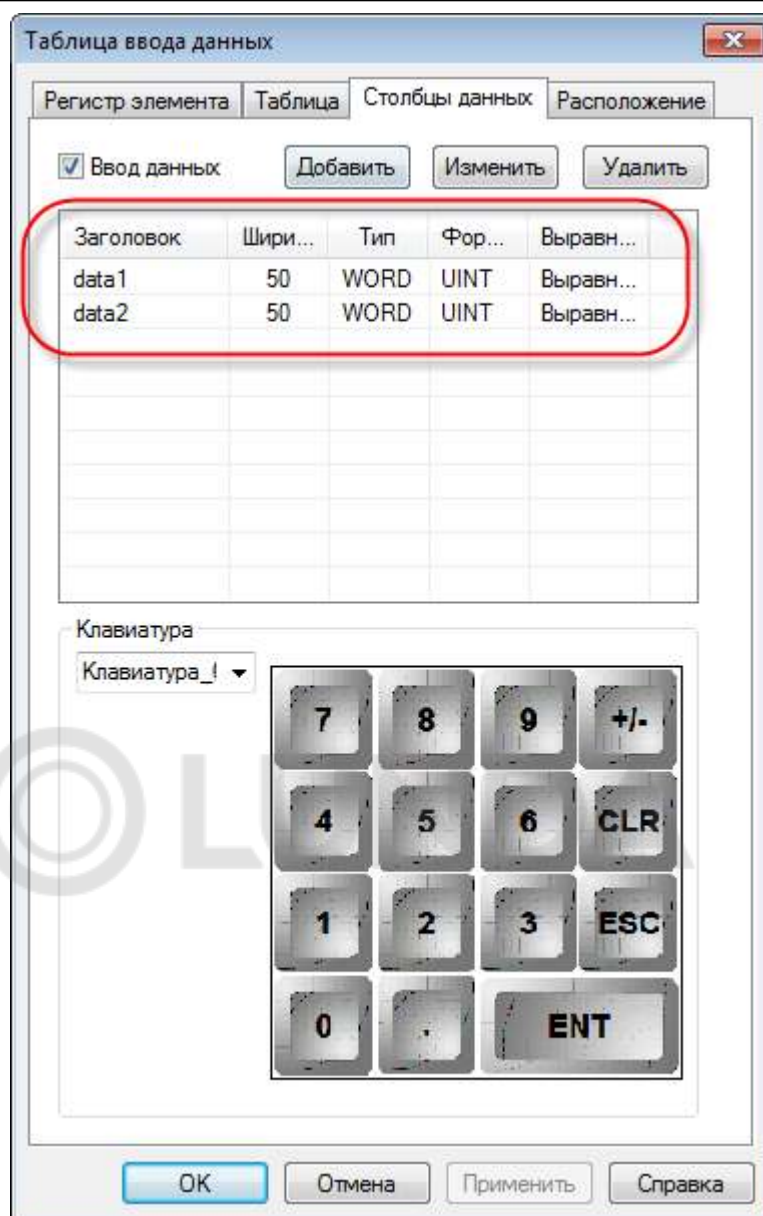 Таблица ввода данных
Регистр элемента Таблица Столбцы данных Расположение
Ввод данных Добавить Изменить Удалить
Заголовок Шири... Тип Фор... Выравн...
data1 50 WORD UINT Выравн...
data2 50 WORD UINT Выравн...
Клавиатура
7 8 9 +/-
4 5 6 CLR
1 2 3 ESC
0 . ENT
OK Отмена Применить Справка